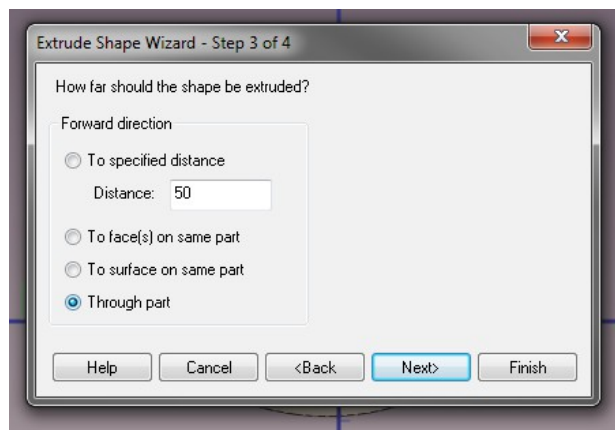 Extrude Shape Wizard - Step 3 of 4
How far should the shape be extruded?
Forward direction
To specified distance
Distance: 50
To face(s) on same part
To surface on same part
Through part
Help Cancel <Back Next> Finish